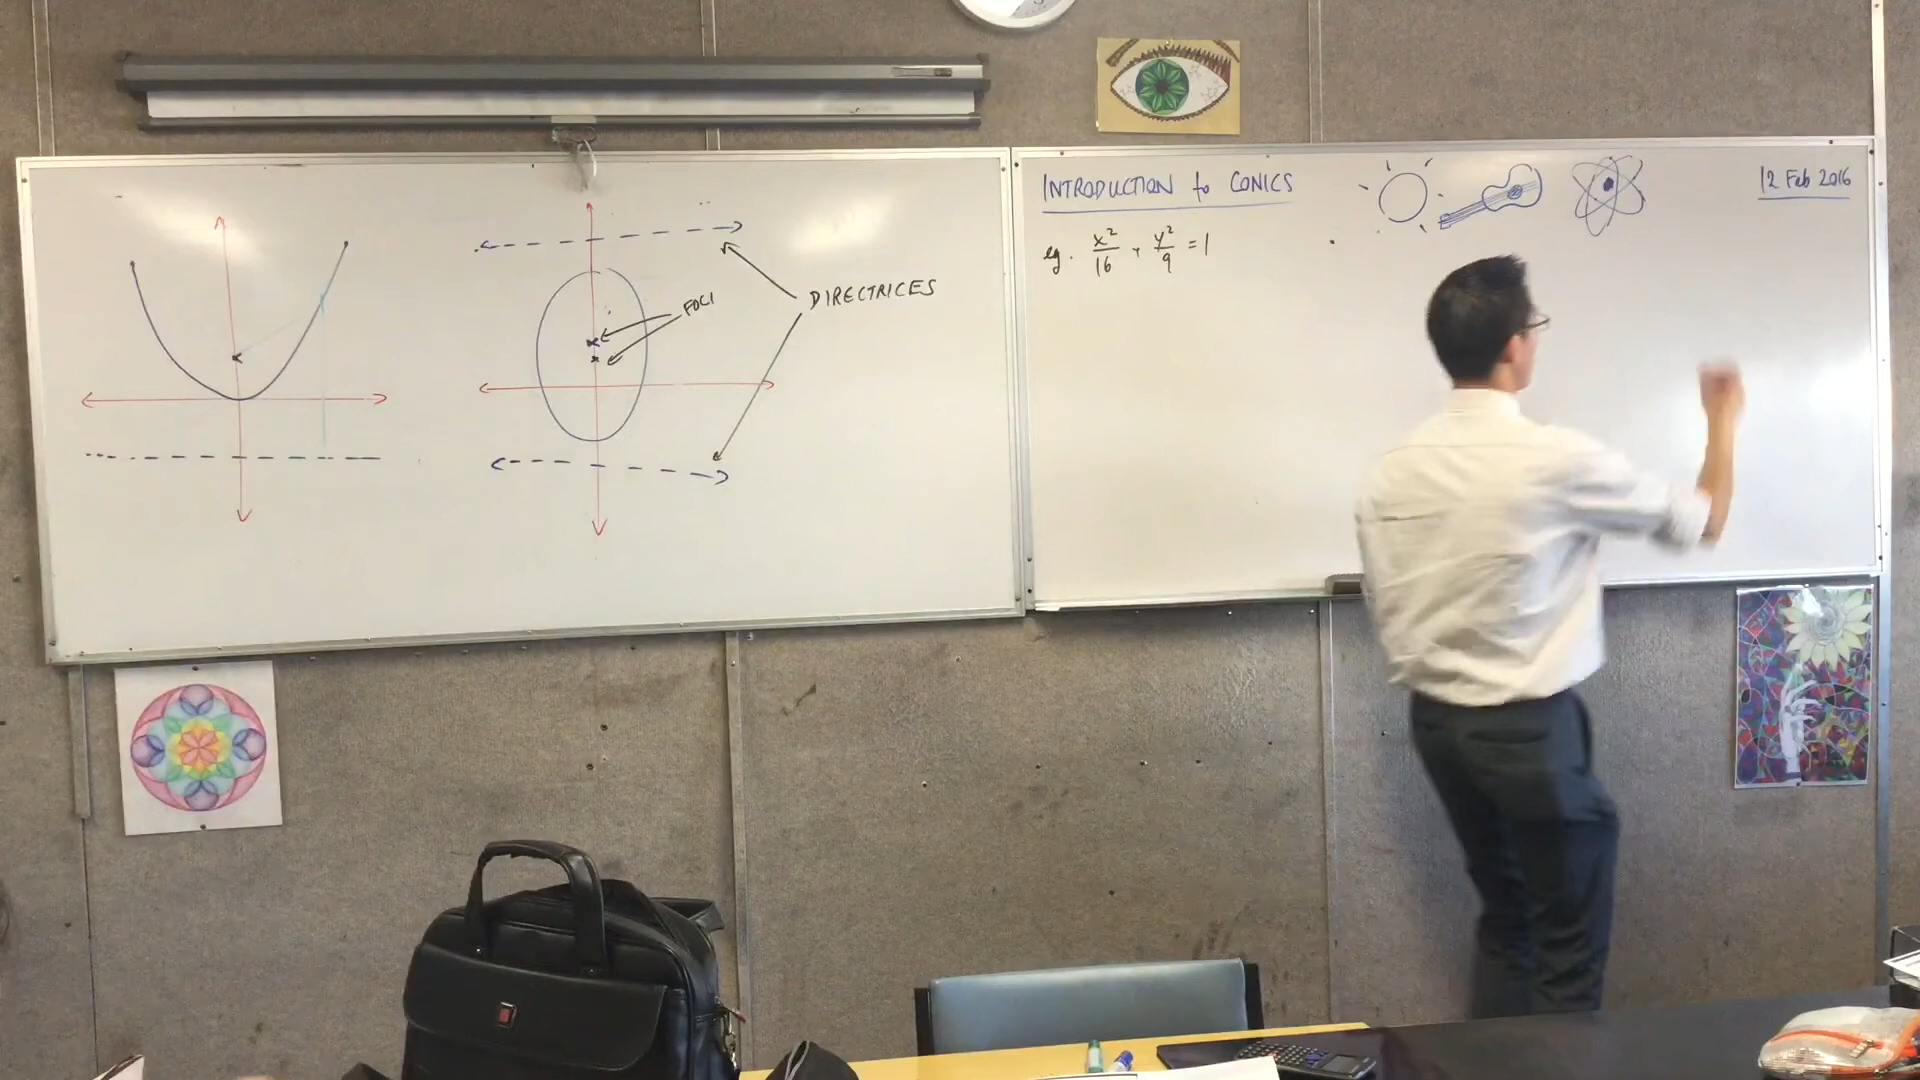 INTRODUCTION to CONICS
12 Feb 2016
eg. x²/16 + y²/9 = 1
FOCI
DIRECTRICES